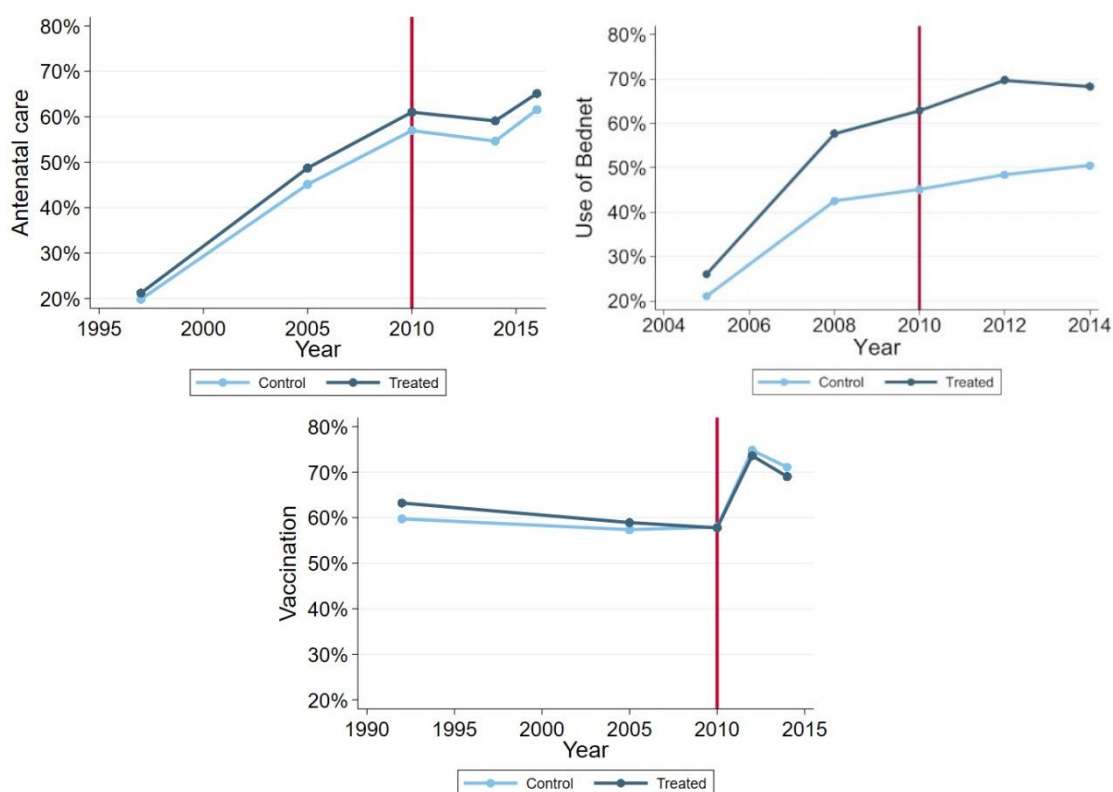 Antenatal care
80%
70%
60%
50%
40%
30%
20%
1995 2000 2005 2010 2015
Year
Control Treated
Use of Bednet
80%
70%
60%
50%
40%
30%
20%
2004 2006 2008 2010 2012 2014
Year
Control Treated
Vaccination
80%
70%
60%
50%
40%
30%
20%
1990 1995 2000 2005 2010 2015
Year
Control Treated